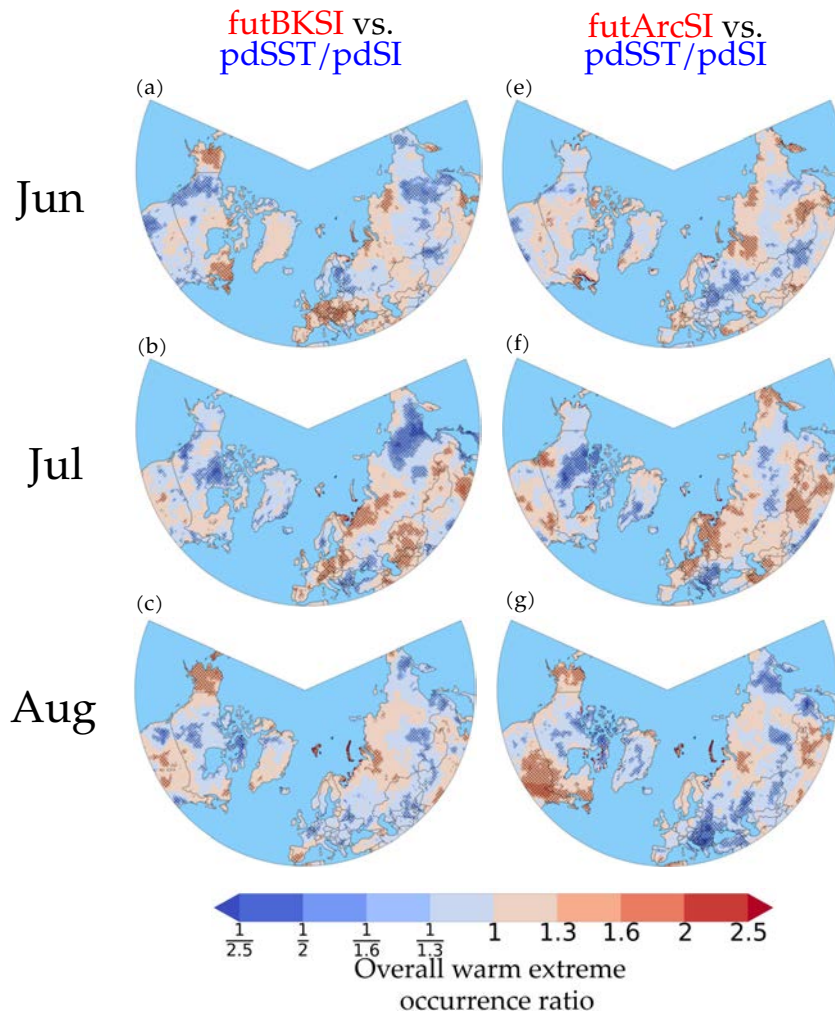 futBKSI vs.
pdSST/pdSI
futArcSI vs.
pdSST/pdSI
(a)
(e)
Jun
(b)
(f)
Jul
(c)
(g)
Aug
1/2.5 1/2 1/1.6 1/1.3 1 1.3 1.6 2 2.5
Overall warm extreme
occurrence ratio